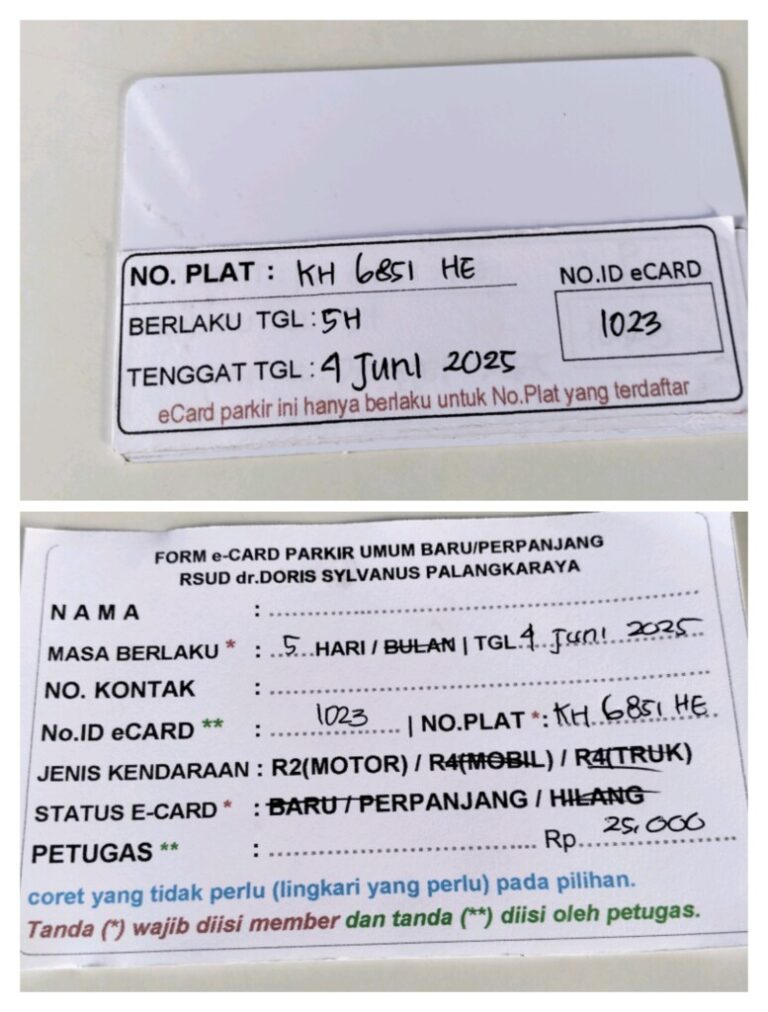 NO. PLAT : KH 6851 HE
NO.ID eCARD
BERLAKU TGL : 5H
1023
TENGGAT TGL : 4 Juni 2025
eCard parkir ini hanya berlaku untuk No.Plat yang terdaftar
FORM e-CARD PARKIR UMUM BARU/PERPANJANG
RSUD dr.DORIS SYLVANUS PALANGKARAYA
NAMA :
MASA BERLAKU * : 5 HARI / BULAN | TGL 4 Juni 2025
NO. KONTAK :
No.ID eCARD ** : 1023 | NO.PLAT *: KH 6851 HE
JENIS KENDARAAN : R2(MOTOR) / R4(MOBIL) / R4(TRUK)
STATUS E-CARD * : BARU / PERPANJANG / HILANG
PETUGAS ** : Rp 25.000
coret yang tidak perlu (lingkari yang perlu) pada pilihan.
Tanda (*) wajib diisi member dan tanda (**) diisi oleh petugas.